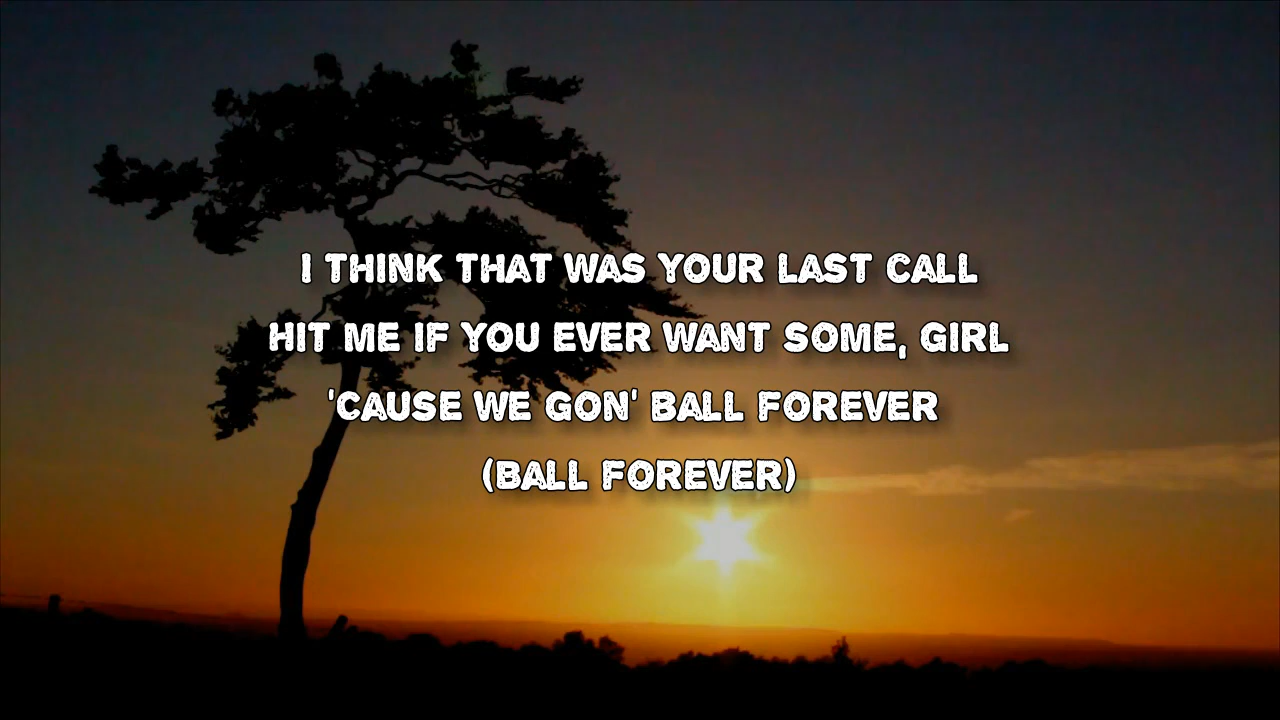 I THINK THAT WAS YOUR LAST CALL
HIT ME IF YOU EVER WANT SOME, GIRL
'CAUSE WE GON' BALL FOREVER
(BALL FOREVER)